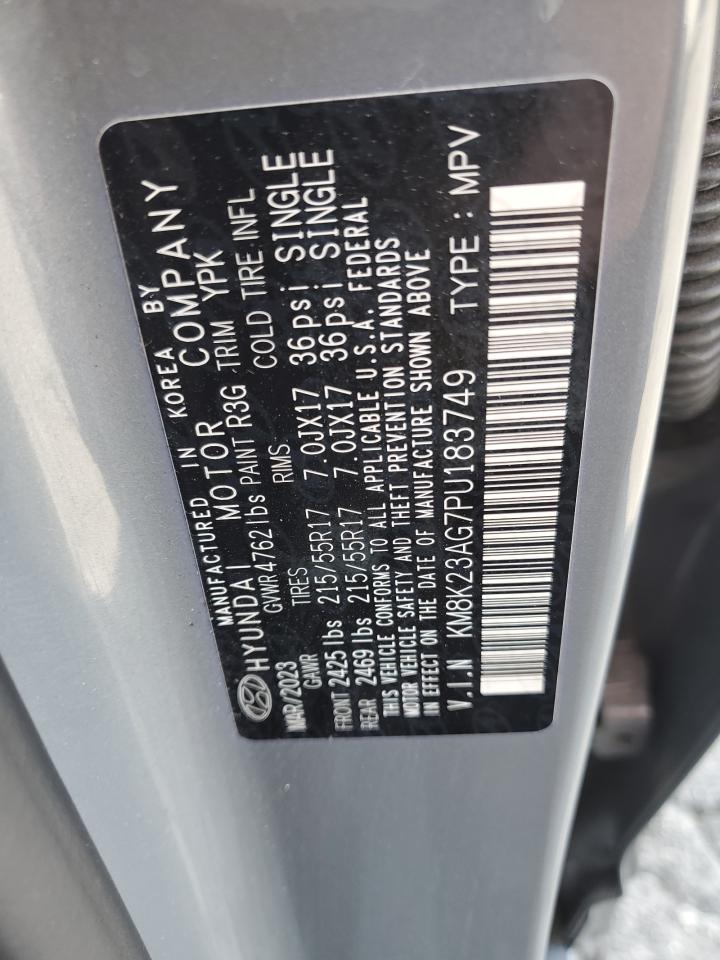 MANUFACTURED IN KOREA BY
HYUNDAI MOTOR COMPANY
MAR/2023 GVWR 4762 lbs PAINT R3G TRIM YPK
GAWR TIRES RIMS COLD TIRE INFL
FRONT 2425 lbs 215/55R17 7.0JX17 36psi SINGLE
REAR 2469 lbs 215/55R17 7.0JX17 36psi SINGLE
THIS VEHICLE CONFORMS TO ALL APPLICABLE U.S.A. FEDERAL
MOTOR VEHICLE SAFETY AND THEFT PREVENTION STANDARDS
IN EFFECT ON THE DATE OF MANUFACTURE SHOWN ABOVE
V.I.N KM8K23AG7PU183749 TYPE : MPV